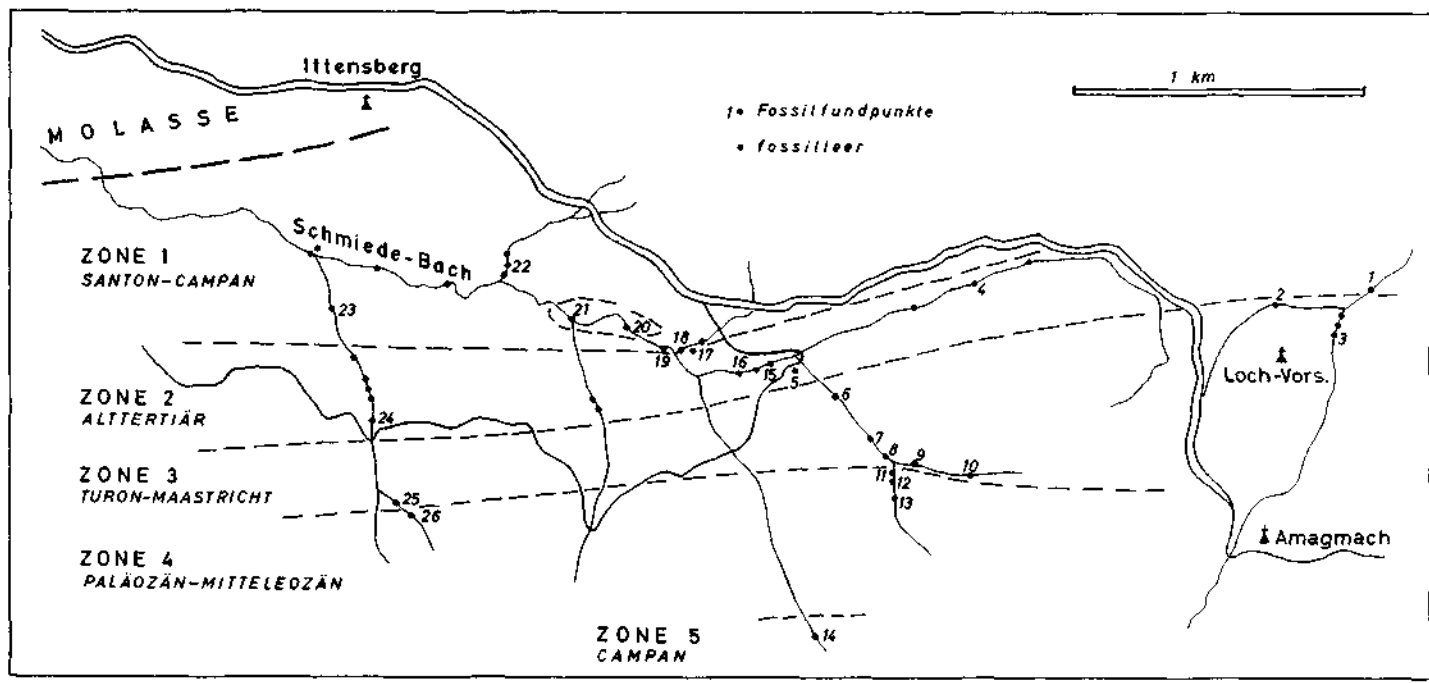 Ittensberg
1 km
MOLASSE
1• Fossilfundpunkte
• fossilleer
ZONE 1
SANTON-CAMPAN
Schmiede-Bach
22
23
21
20
19
18
17
16
15
5
4
6
7
8
9
10
11
12
13
1
2
3
Loch-Vors.
ZONE 2
ALTTERTIÄR
24
ZONE 3
TURON-MAASTRICHT
25
26
ZONE 4
PALÄOZÄN-MITTELEOZÄN
Amagmach
ZONE 5
CAMPAN
14